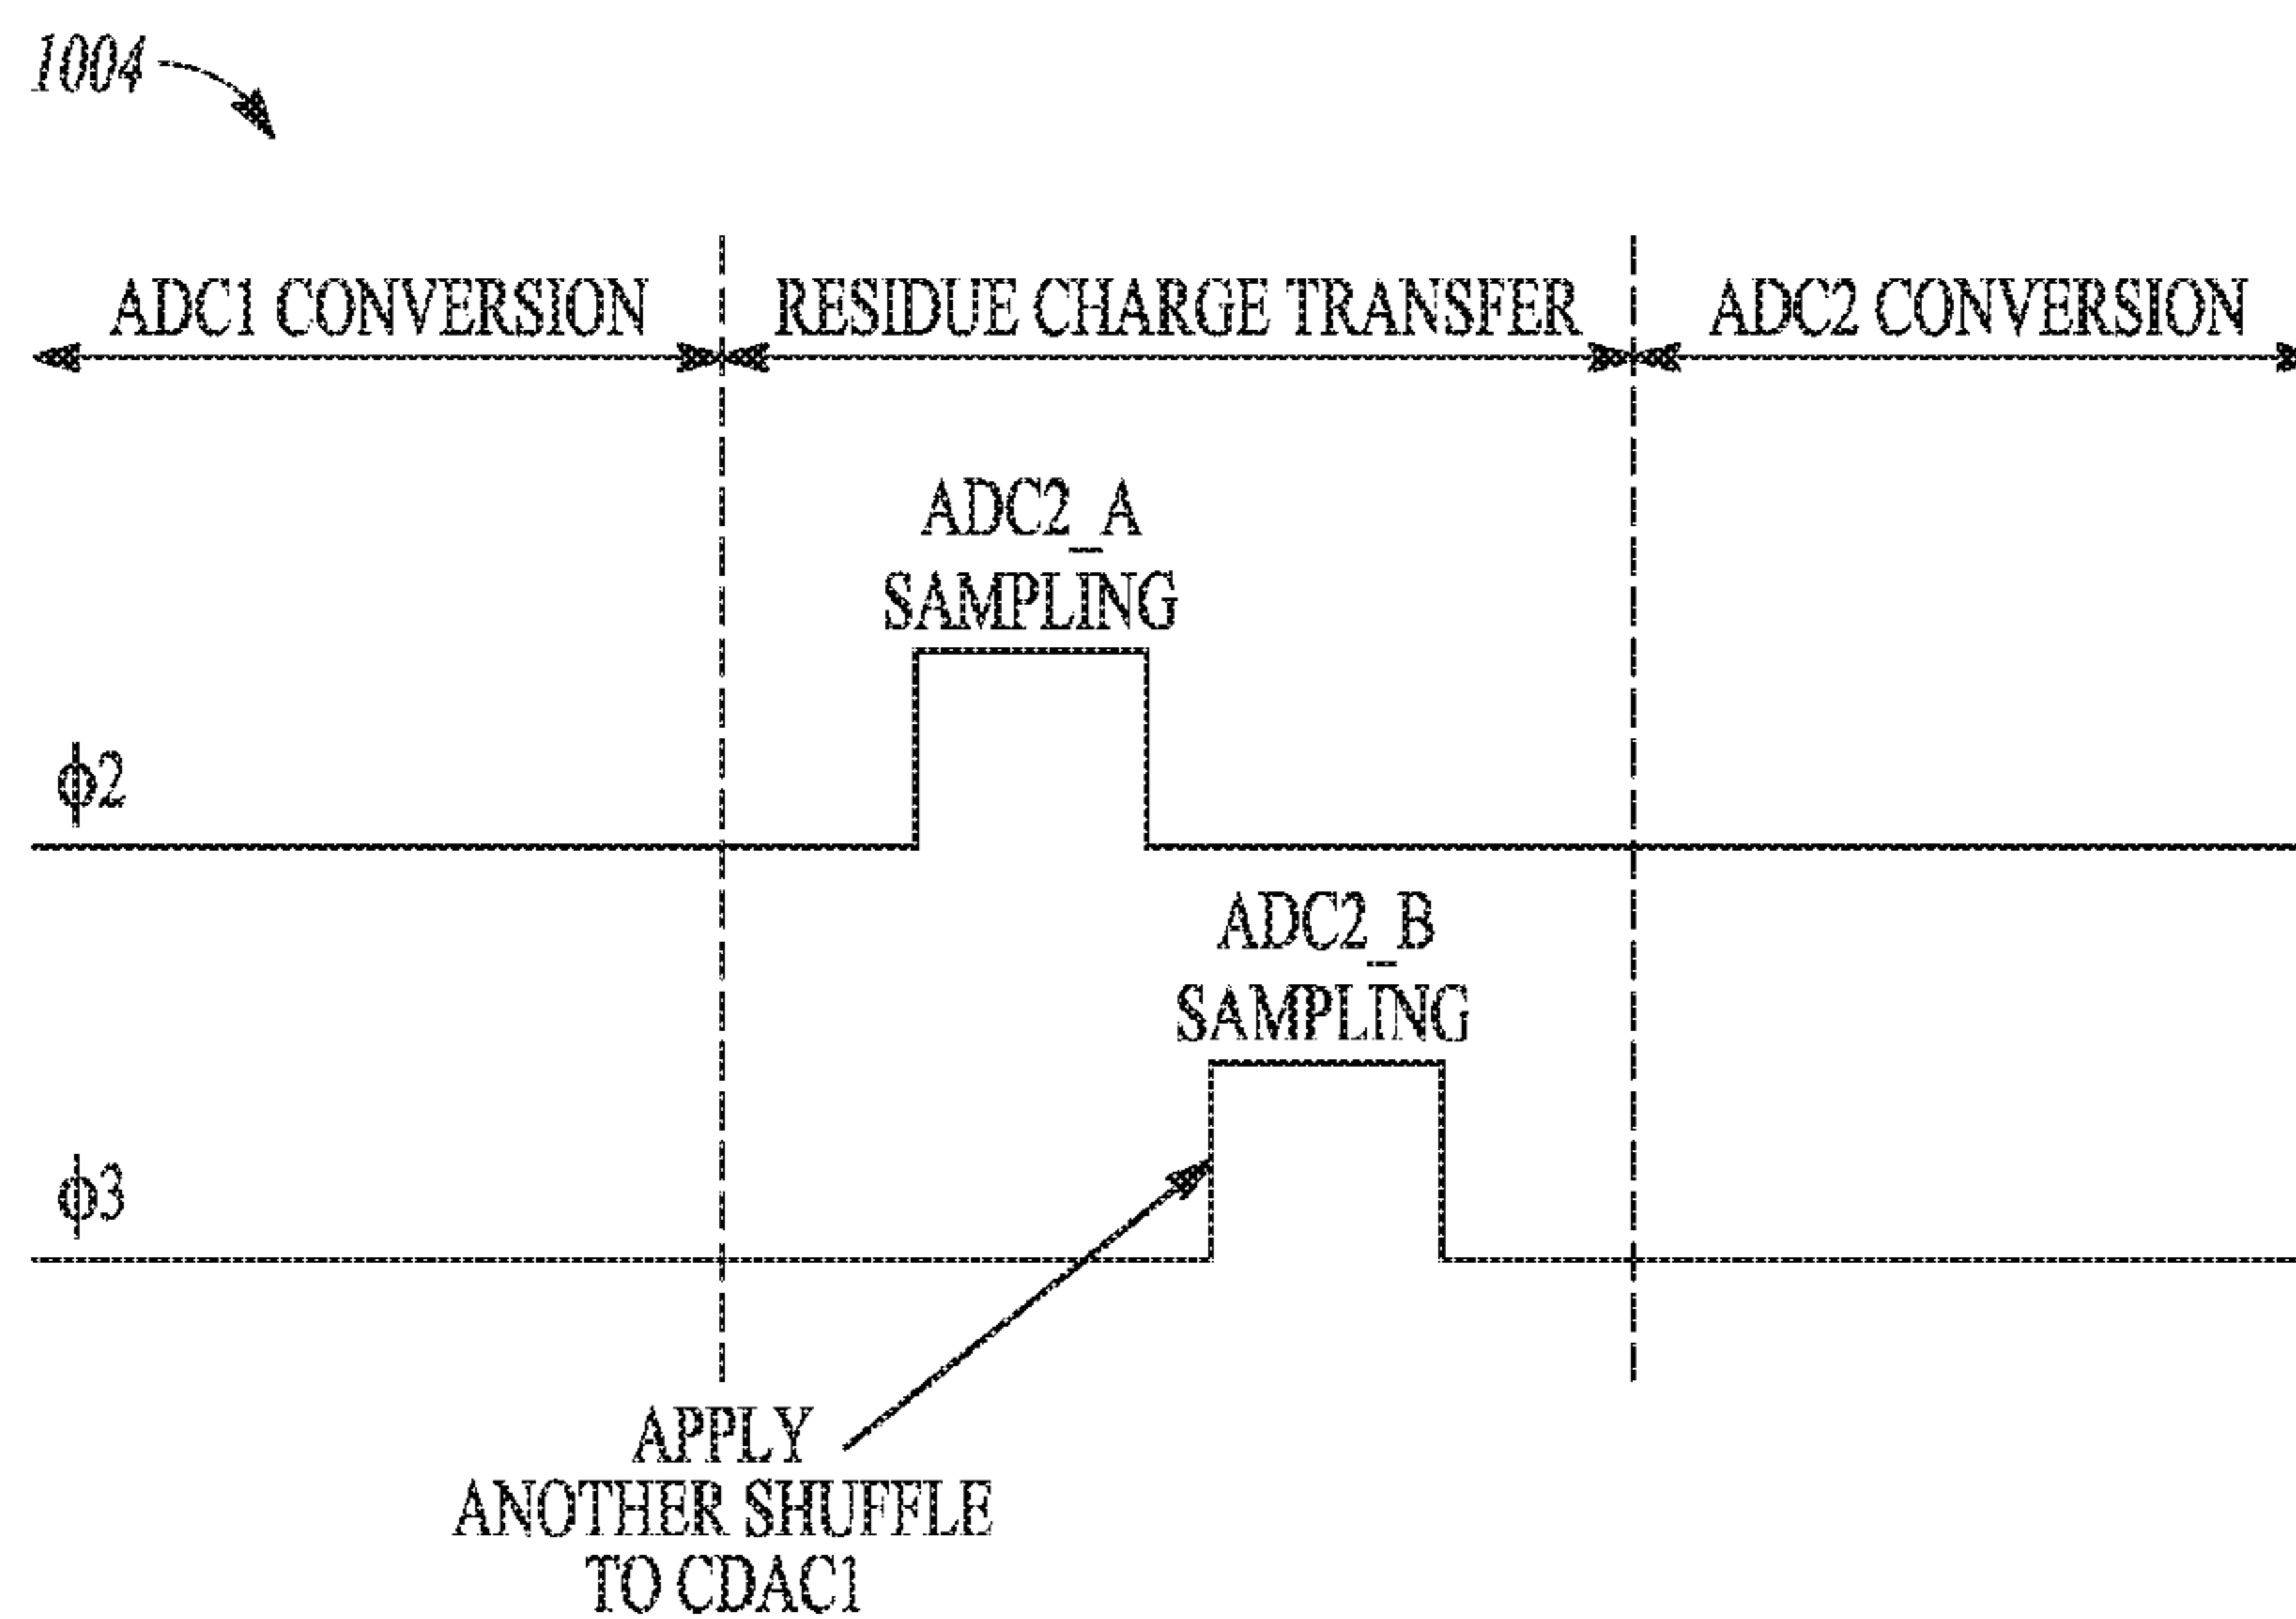 1004
ADC1 CONVERSION
RESIDUE CHARGE TRANSFER
ADC2 CONVERSION
ADC2_A
SAMPLING
ϕ2
ADC2_B
SAMPLING
ϕ3
APPLY
ANOTHER SHUFFLE
TO CDAC1